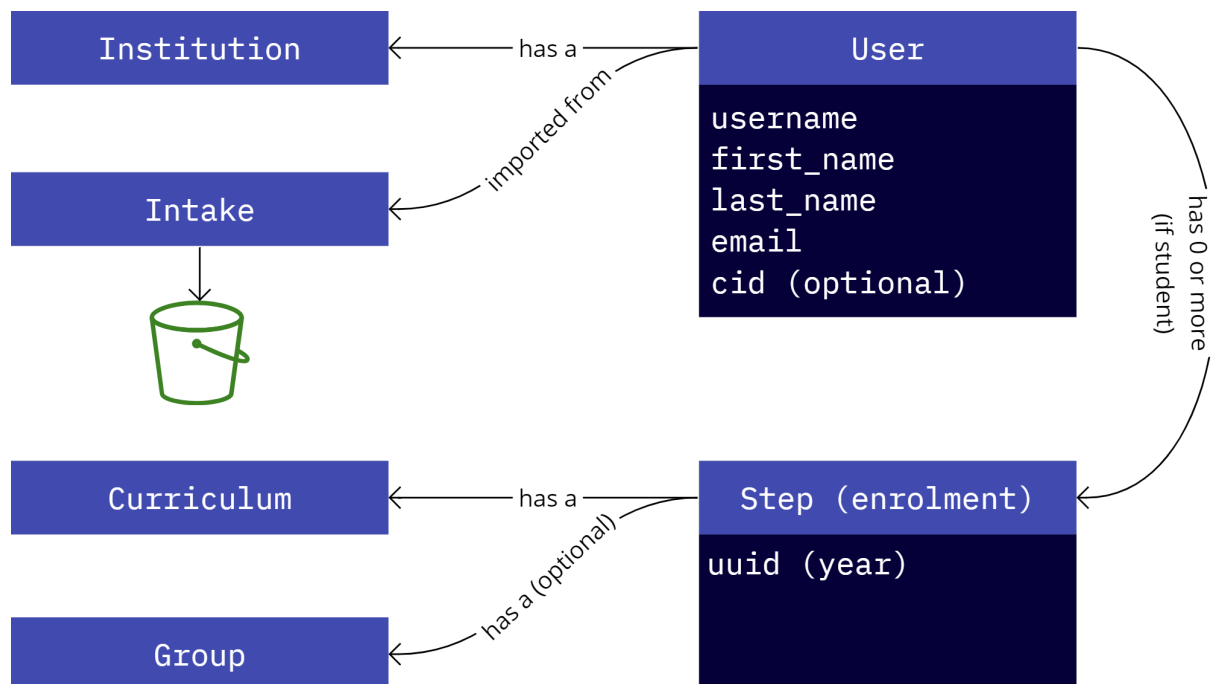 Institution
has a
User
imported from
username
first_name
last_name
email
cid (optional)
Intake
has 0 or more
(if student)
Curriculum
has a
Step (enrolment)
has a (optional)
uuid (year)
Group